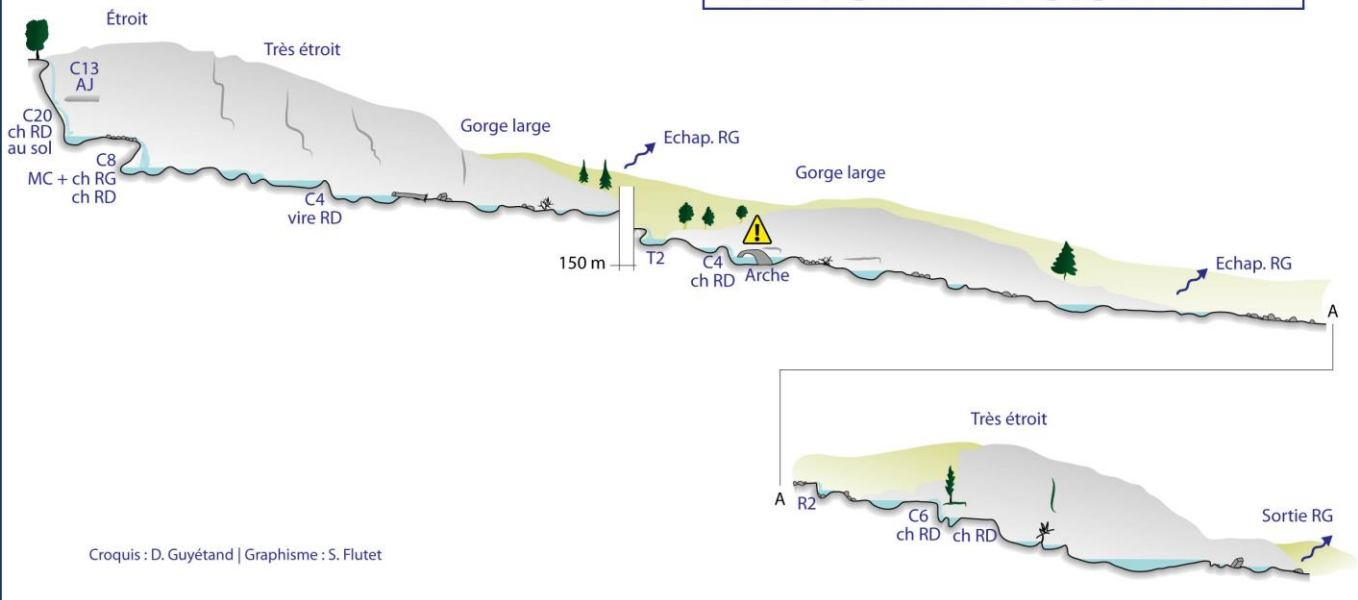 Étroit
Très étroit
C13
AJ
C20
ch RD
au sol
C8
MC + ch RG
ch RD
C4
vire RD
Gorge large
Echap. RG
150 m
T2
C4
ch RD
Arche
!
Gorge large
Echap. RG
A
Très étroit
A
R2
C6
ch RD
ch RD
Sortie RG
Croquis : D. Guyétand | Graphisme : S. Flutet